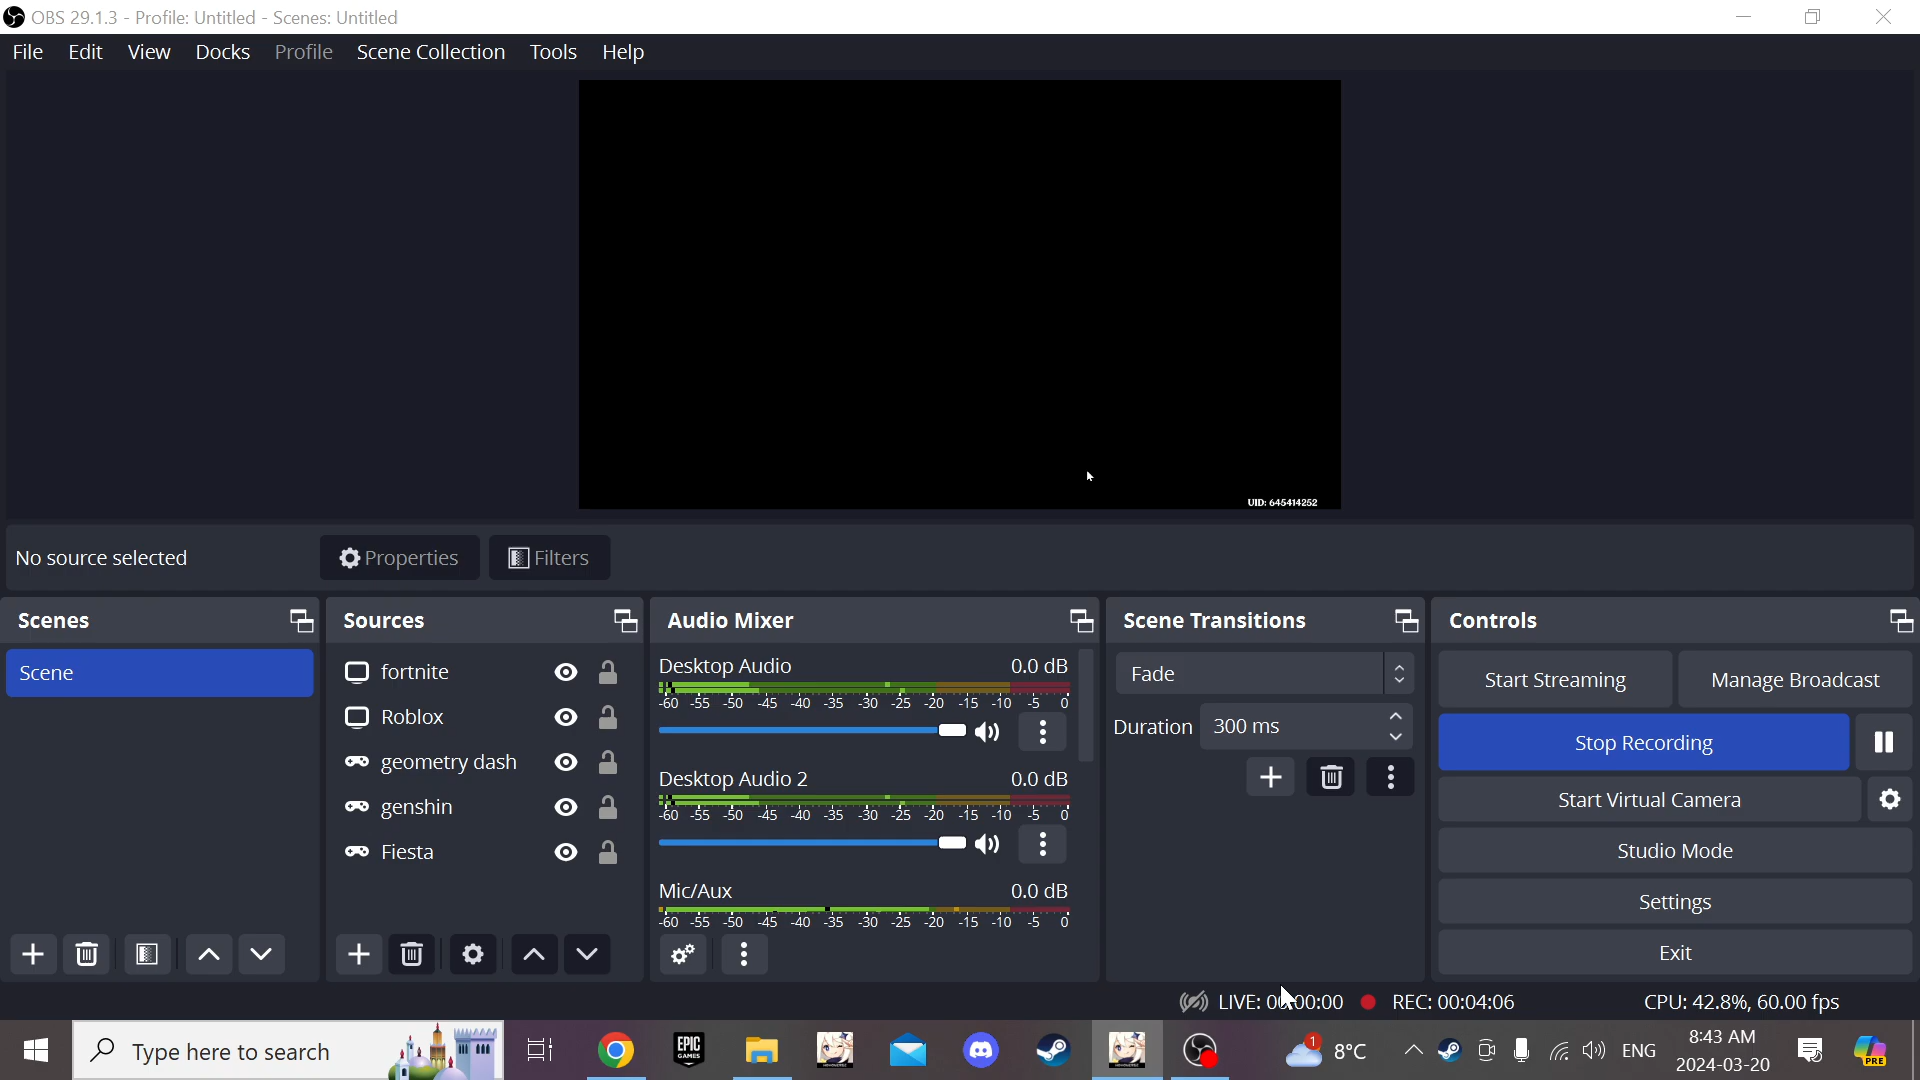 OBS 29.1.3 - Profile: Untitled - Scenes: Untitled
File Edit View Docks Profile Scene Collection Tools Help
UID: 645414252
No source selected Properties Filters
Scenes
Scene
Sources
fortnite
Roblox
geometry dash
genshin
Fiesta
Audio Mixer
Desktop Audio 0.0 dB
-60 -55 -50 -45 -40 -35 -30 -25 -20 -15 -10 -5 0
Desktop Audio 2 0.0 dB
-60 -55 -50 -45 -40 -35 -30 -25 -20 -15 -10 -5 0
Mic/Aux 0.0 dB
-60 -55 -50 -45 -40 -35 -30 -25 -20 -15 -10 -5 0
Scene Transitions
Fade
Duration 300 ms
Controls
Start Streaming Manage Broadcast
Stop Recording
Start Virtual Camera
Studio Mode
Settings
Exit
LIVE: 00:00:00 REC: 00:04:06 CPU: 42.8%, 60.00 fps
Type here to search
EPIC GAMES
1
8°C
ENG
8:43 AM
2024-03-20
PRE